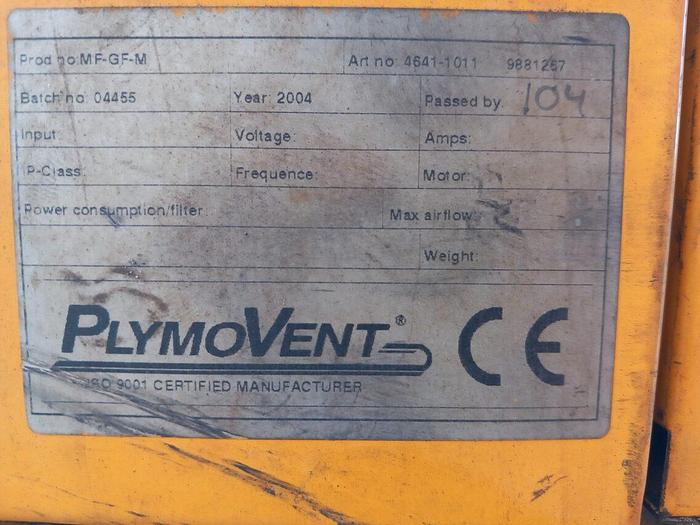 Prod no: MF-GF-M Art no: 4641-1011 9881267
Batch no: 04455 Year: 2004 Passed by: 104
Input: Voltage: Amps:
IP-Class: Frequence: Motor:
Power consumption/filter: Max airflow:
Weight:
PLYMOVENT® CE
ISO 9001 CERTIFIED MANUFACTURER